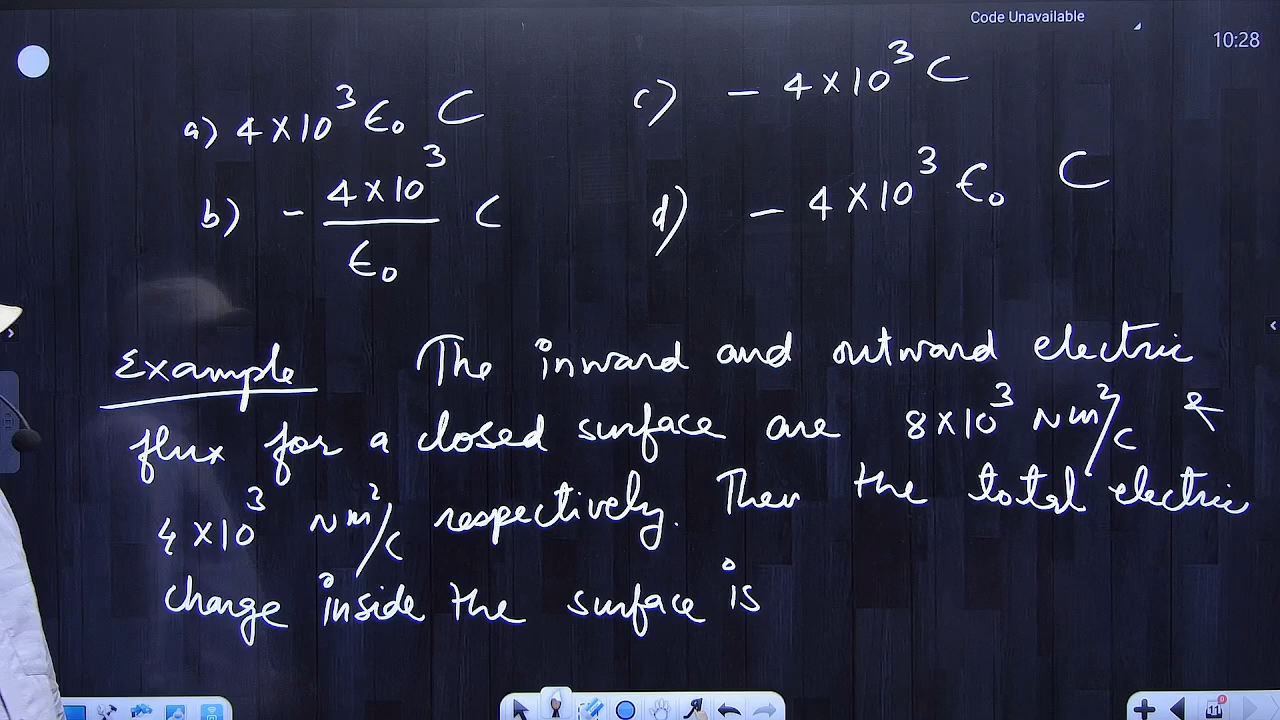 Code Unavailable
10:28
a) 4×10³ ϵ₀ C
c) – 4×10³ C
b) – 4×10³/ϵ₀ C
d) – 4×10³ ϵ₀ C
Example The inward and outward electric
flux for a closed surface are 8×10³ Nm²/C &
4×10³ Nm²/C respectively. Then the total electric
charge inside the surface is